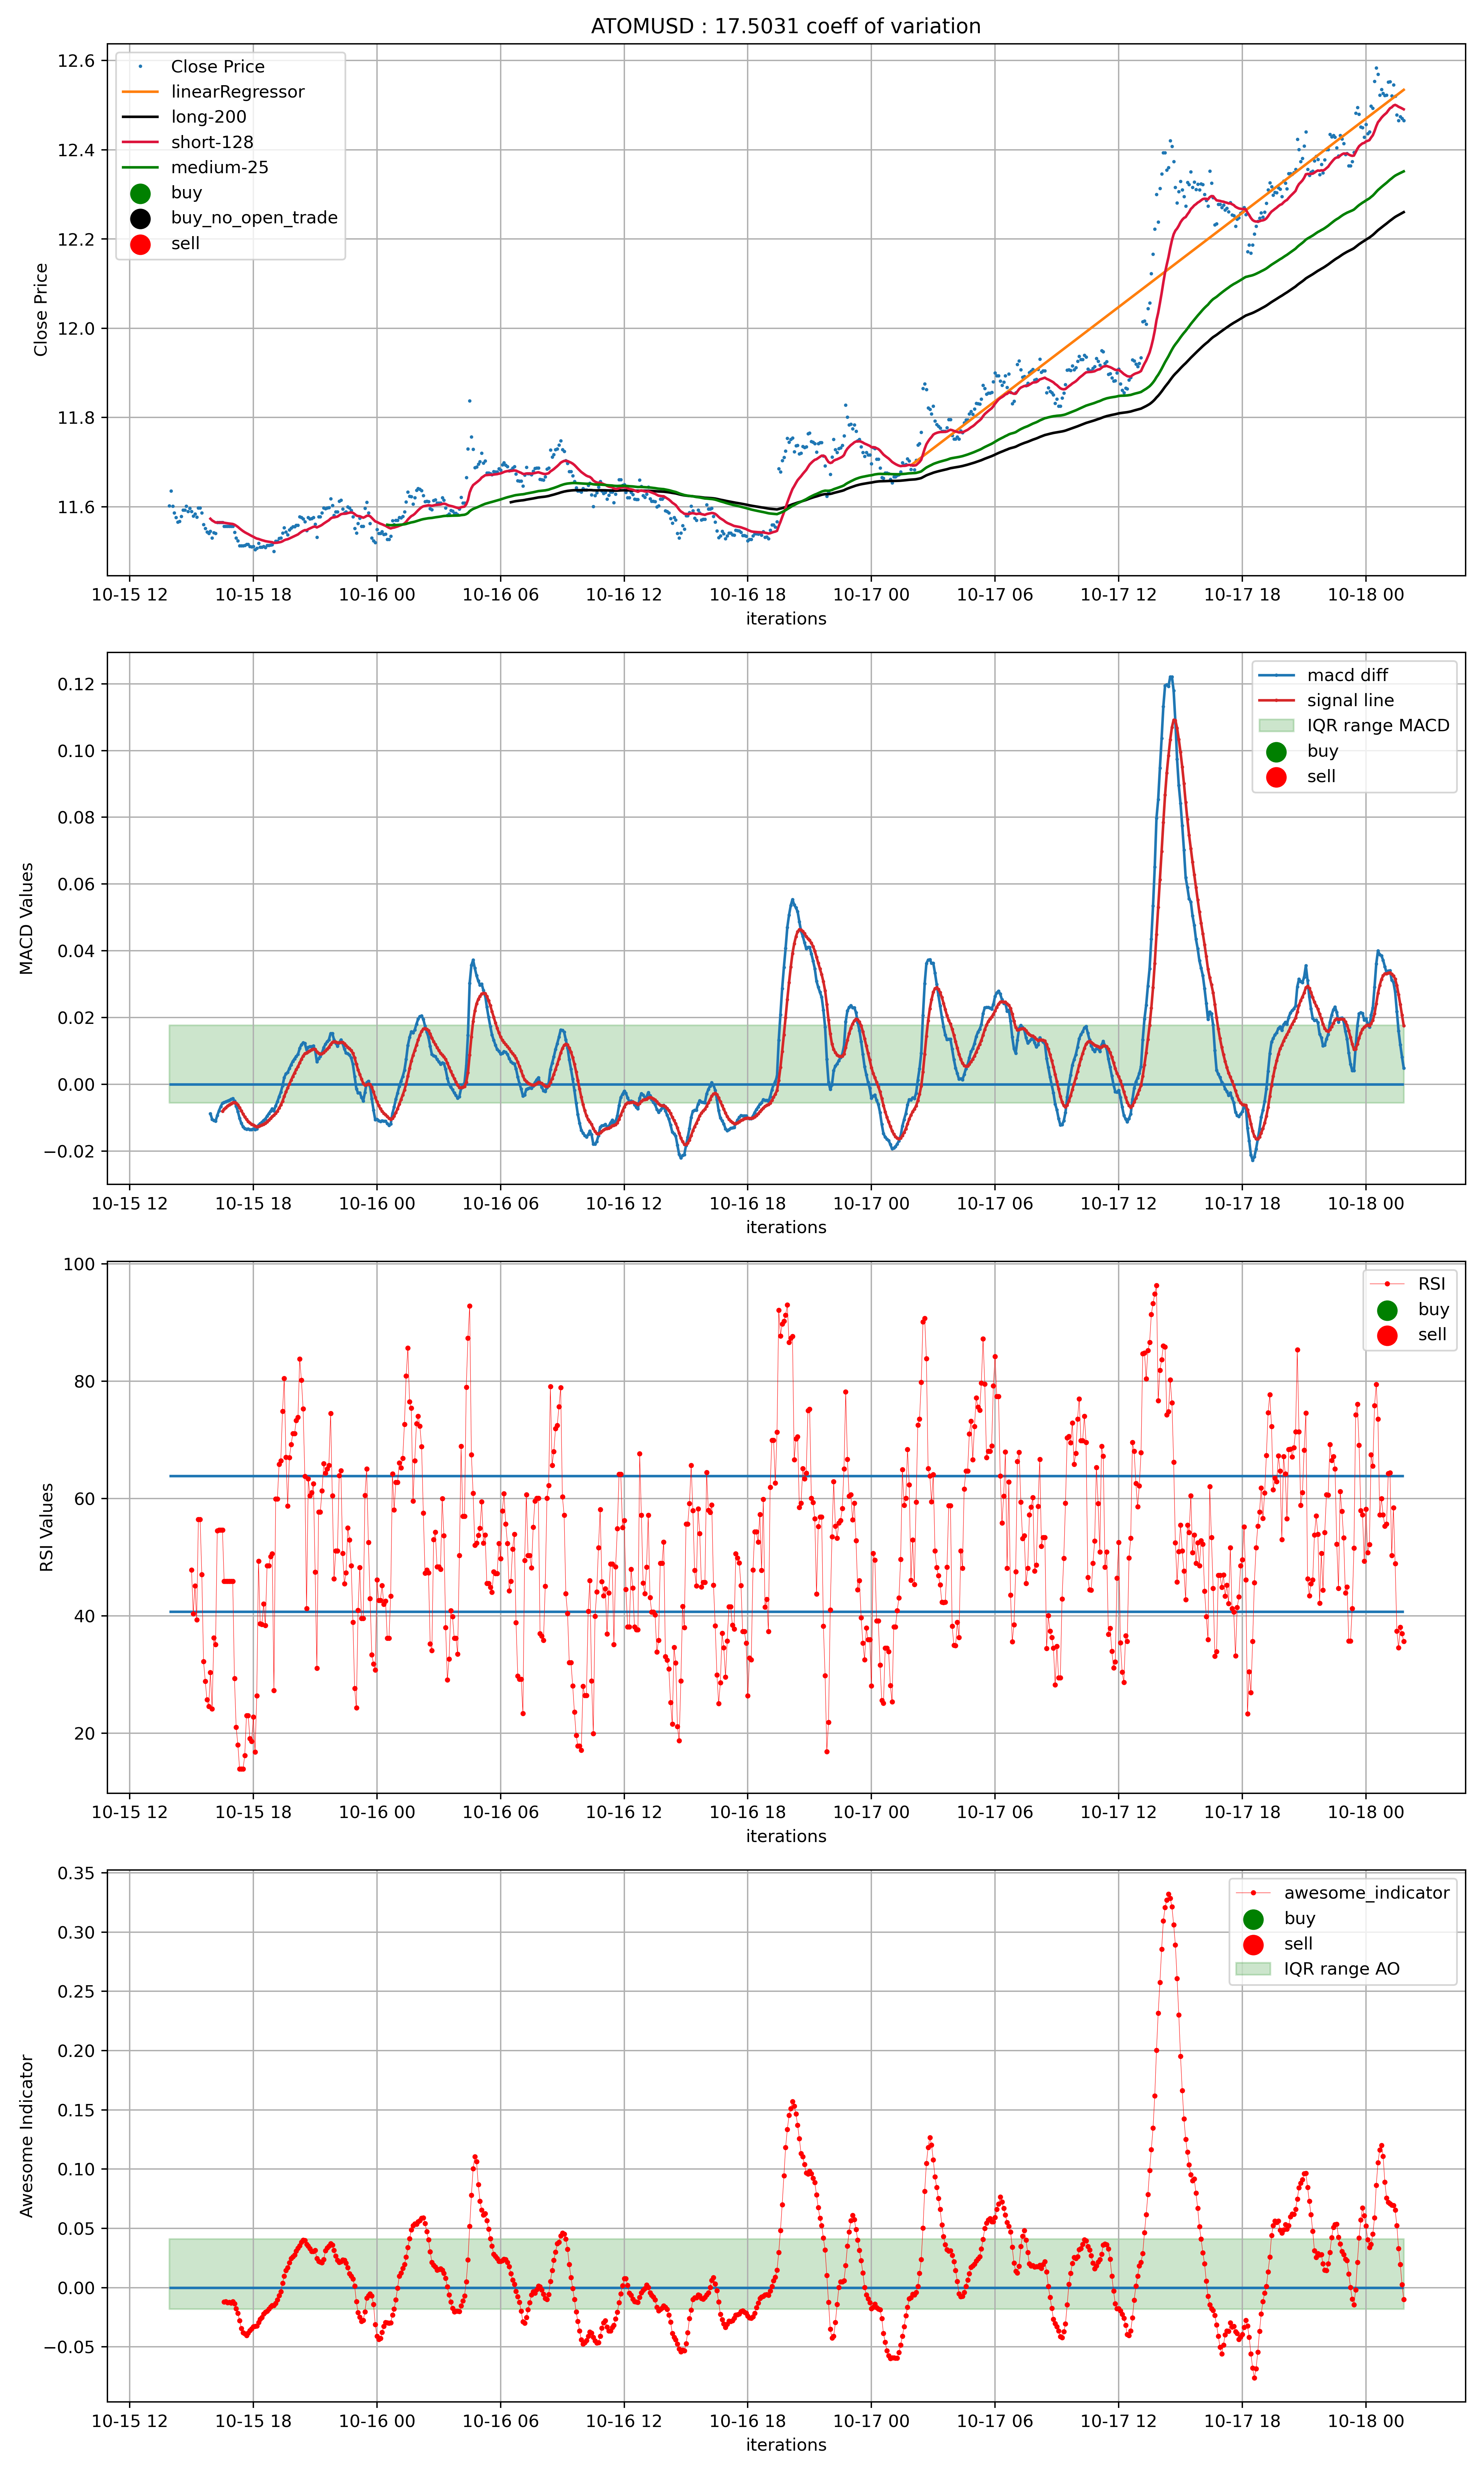 ATOMUSD : 17.5031 coeff of variation
Close Price
linearRegressor
long-200
short-128
medium-25
buy
buy_no_open_trade
sell
12.6
12.4
12.2
12.0
11.8
11.6
Close Price
10-15 12 10-15 18 10-16 00 10-16 06 10-16 12 10-16 18 10-17 00 10-17 06 10-17 12 10-17 18 10-18 00
iterations
macd diff
signal line
IQR range MACD
buy
sell
0.12
0.10
0.08
0.06
0.04
0.02
0.00
−0.02
MACD Values
10-15 12 10-15 18 10-16 00 10-16 06 10-16 12 10-16 18 10-17 00 10-17 06 10-17 12 10-17 18 10-18 00
iterations
RSI
buy
sell
100
80
60
40
20
RSI Values
10-15 12 10-15 18 10-16 00 10-16 06 10-16 12 10-16 18 10-17 00 10-17 06 10-17 12 10-17 18 10-18 00
iterations
awesome_indicator
buy
sell
IQR range AO
0.35
0.30
0.25
0.20
0.15
0.10
0.05
0.00
−0.05
Awesome Indicator
10-15 12 10-15 18 10-16 00 10-16 06 10-16 12 10-16 18 10-17 00 10-17 06 10-17 12 10-17 18 10-18 00
iterations